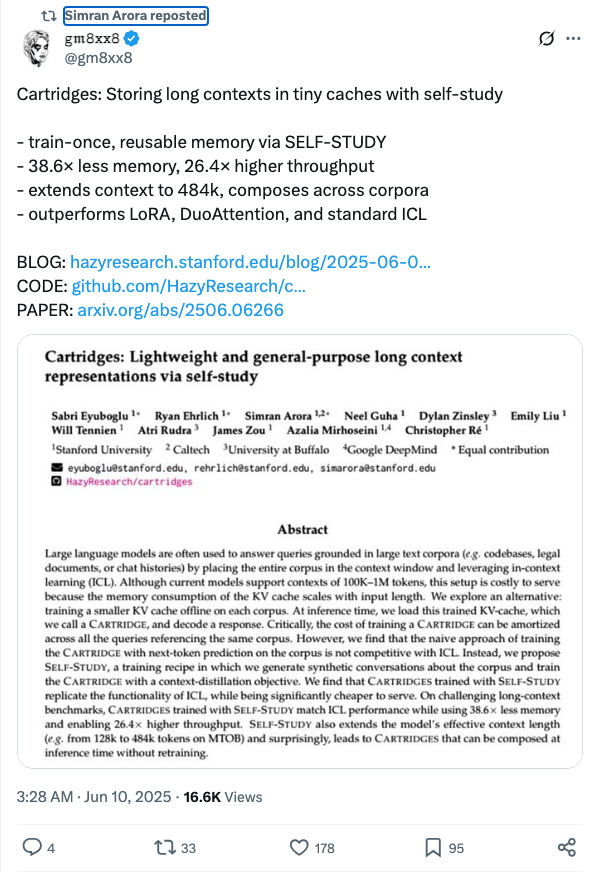 Simran Arora reposted
gm8xx8
@gm8xx8
Cartridges: Storing long contexts in tiny caches with self-study
- train-once, reusable memory via SELF-STUDY
- 38.6× less memory, 26.4× higher throughput
- extends context to 484k, composes across corpora
- outperforms LoRA, DuoAttention, and standard ICL
BLOG: hazyresearch.stanford.edu/blog/2025-06-0...
CODE: github.com/HazyResearch/c...
PAPER: arxiv.org/abs/2506.06266
Cartridges: Lightweight and general-purpose long context
representations via self-study
Sabri Eyuboglu 1* Ryan Ehrlich 1* Simran Arora 1,2* Neel Guha 1 Dylan Zinsley 3 Emily Liu 1
Will Tennien 1 Atri Rudra 3 James Zou 1 Azalia Mirhoseini 1,4 Christopher Ré 1
1Stanford University 2 Caltech 3University at Buffalo 4Google DeepMind * Equal contribution
eyuboglu@stanford.edu, rehrlich@stanford.edu, simarora@stanford.edu
HazyResearch/cartridges
Abstract
Large language models are often used to answer queries grounded in large text corpora (e.g. codebases, legal
documents, or chat histories) by placing the entire corpus in the context window and leveraging in-context
learning (ICL). Although current models support contexts of 100K–1M tokens, this setup is costly to serve
because the memory consumption of the KV cache scales with input length. We explore an alternative:
training a smaller KV cache offline on each corpus. At inference time, we load this trained KV-cache, which
we call a CARTRIDGE, and decode a response. Critically, the cost of training a CARTRIDGE can be amortized
across all the queries referencing the same corpus. However, we find that the naive approach of training
the CARTRIDGE with next-token prediction on the corpus is not competitive with ICL. Instead, we propose
SELF-STUDY, a training recipe in which we generate synthetic conversations about the corpus and train
the CARTRIDGE with a context-distillation objective. We find that CARTRIDGES trained with SELF-STUDY
replicate the functionality of ICL, while being significantly cheaper to serve. On challenging long-context
benchmarks, CARTRIDGES trained with SELF-STUDY match ICL performance while using 38.6× less memory
and enabling 26.4× higher throughput. SELF-STUDY also extends the model's effective context length
(e.g. from 128k to 484k tokens on MTOB) and surprisingly, leads to CARTRIDGES that can be composed at
inference time without retraining.
3:28 AM · Jun 10, 2025 · 16.6K Views
4 33 178 95